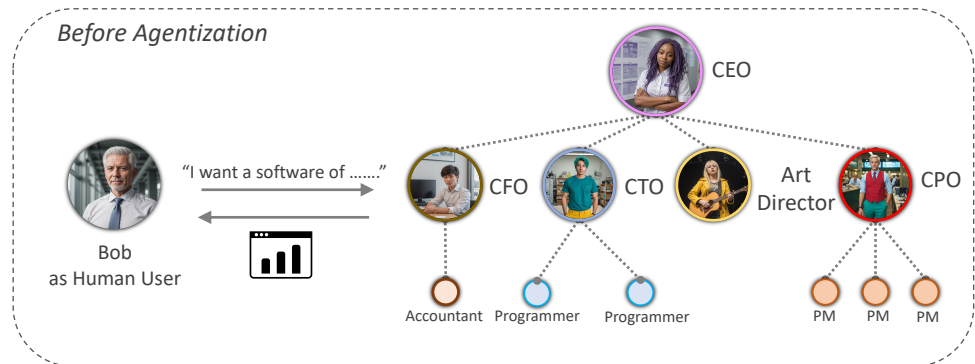 Before Agentization
CEO
"I want a software of ……."
CFO
CTO
Art
Director
CPO
Bob
as Human User
Accountant
Programmer
Programmer
PM
PM
PM